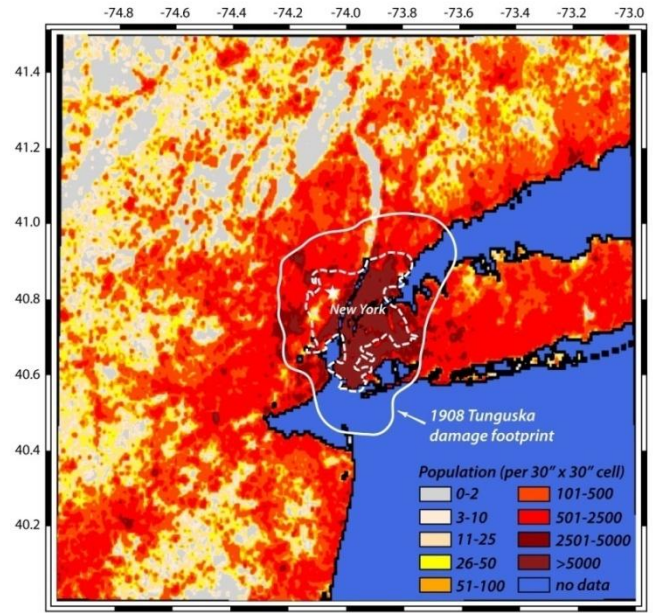 -74.8 -74.6 -74.4 -74.2 -74.0 -73.8 -73.6 -73.4 -73.2 -73.0
41.4
41.2
41.0
40.8
40.6
40.4
40.2
New York
1908 Tunguska
damage footprint
Population (per 30" x 30" cell)
0-2 101-500
3-10 501-2500
11-25 2501-5000
26-50 >5000
51-100 no data